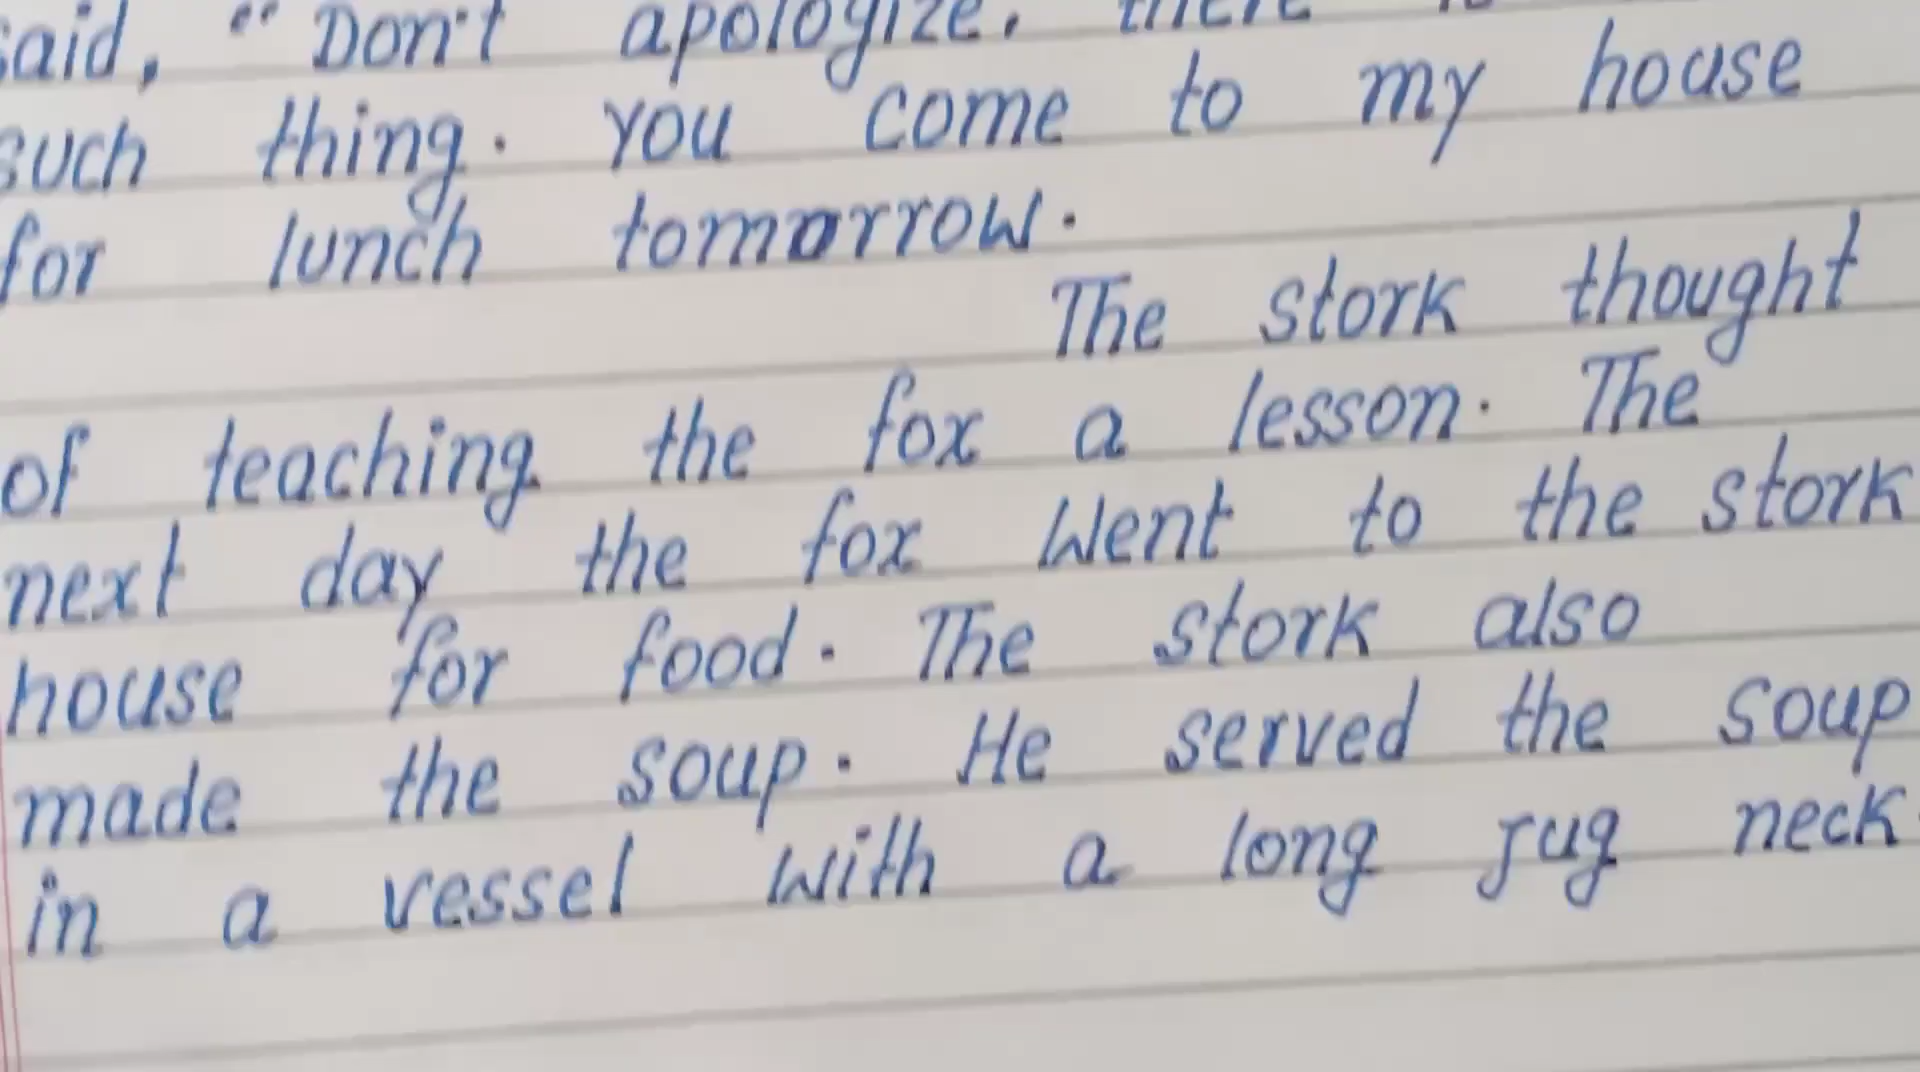 said, " Don't apologize, there is
such thing. You come to my house
for lunch tomorrow.
The stork thought
of teaching the fox a lesson. The
next day the fox went to the stork
house for food. The stork also
made the soup. He served the soup
in a vessel with a long jug neck.